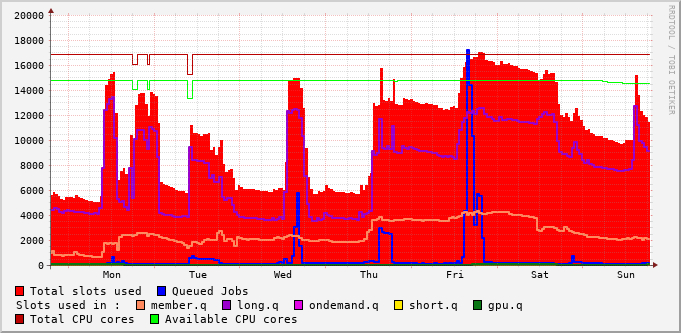 RRDTOOL / TOBI OETIKER
20000
18000
16000
14000
12000
10000
8000
6000
4000
2000
0
Mon Tue Wed Thu Fri Sat Sun
Total slots used Queued Jobs
Slots used in : member.q long.q ondemand.q short.q gpu.q
Total CPU cores Available CPU cores